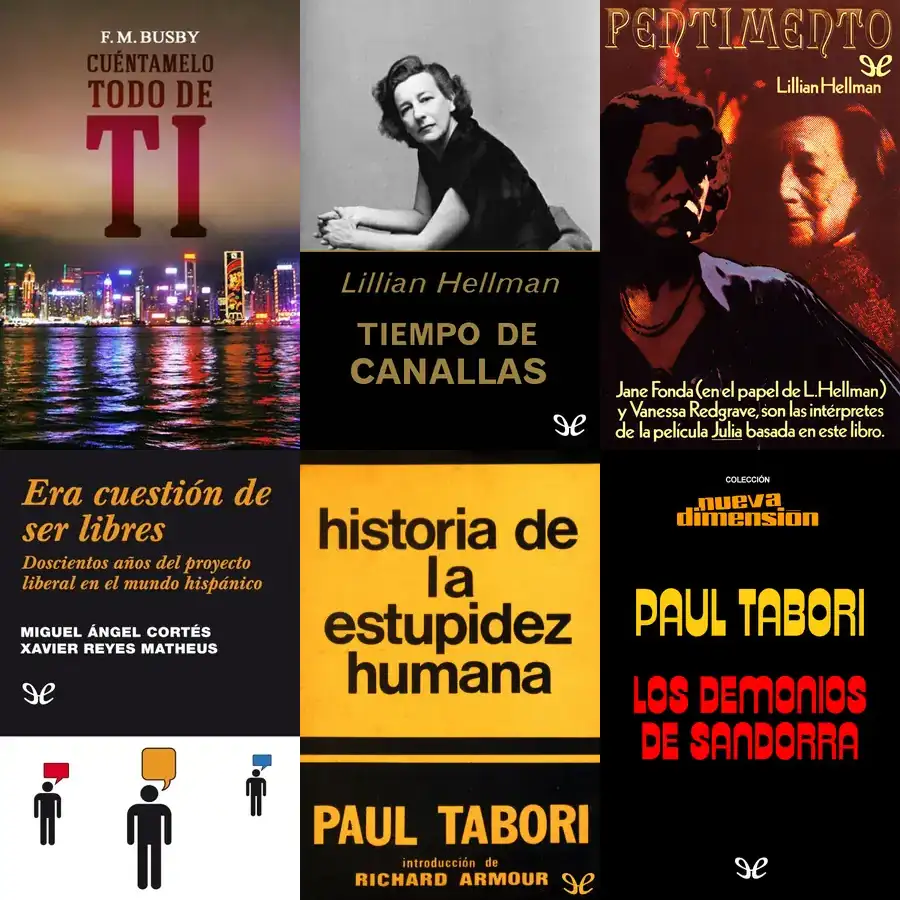 F. M. BUSBY
CUÉNTAMELO
TODO DE
TI
Lillian Hellman
TIEMPO DE
CANALLAS
PENTIMENTO
Lillian Hellman
Jane Fonda (en el papel de L. Hellman)
y Vanessa Redgrave, son las intérpretes
de la película Julia basada en este libro.
Era cuestión de
ser libres
Doscientos años del proyecto
liberal en el mundo hispánico
MIGUEL ÁNGEL CORTÉS
XAVIER REYES MATHEUS
historia de
la
estupidez
humana
PAUL TABORI
introducción de
RICHARD ARMOUR
COLECCIÓN
nueva
dimensión
PAUL TABORI
LOS DEMONIOS
DE SANDORRA